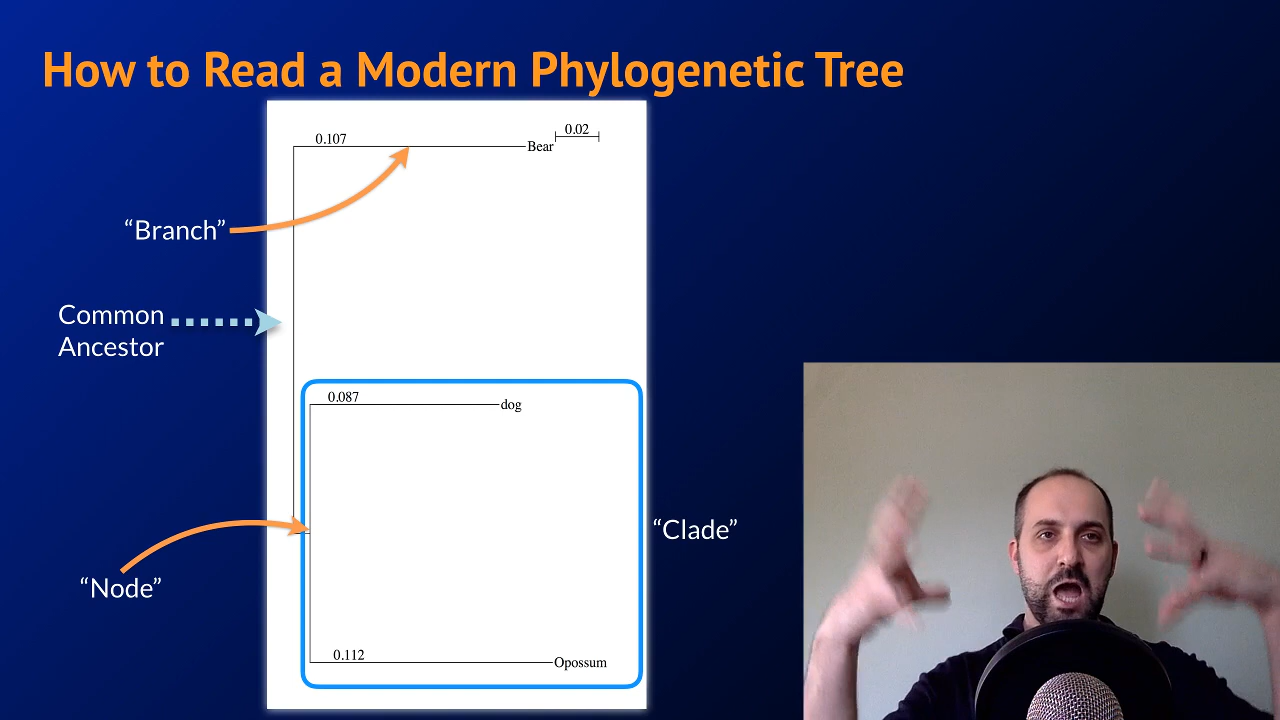 How to Read a Modern Phylogenetic Tree
0.02
0.107
Bear
“Branch”
Common
Ancestor
0.087
dog
“Clade”
“Node”
0.112
Opossum